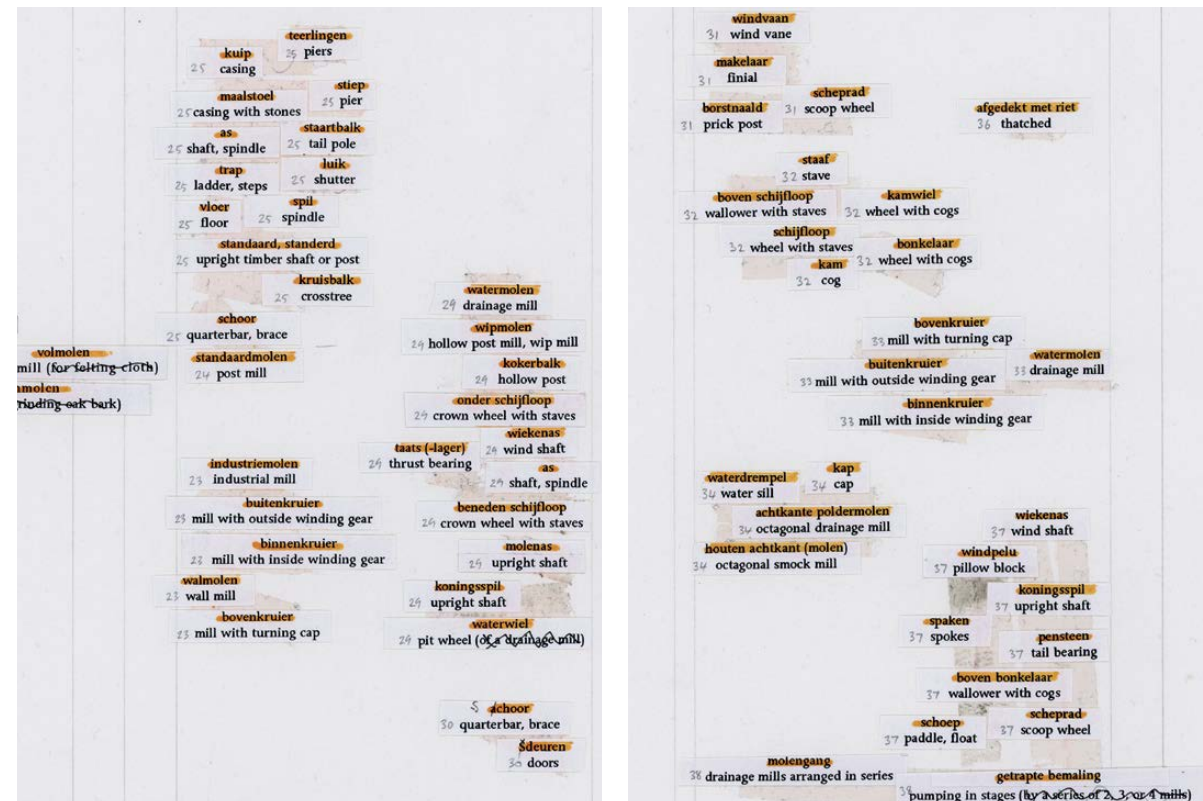 teerlingen
25 piers
kuip
25 casing
stiep
25 pier
maalstoel
25 casing with stones
as
25 shaft, spindle
staartbalk
25 tail pole
trap
25 ladder, steps
luik
25 shutter
vloer
25 floor
spil
25 spindle
standaard, standerd
25 upright timber shaft or post
kruisbalk
25 crosstree
schoor
25 quarterbar, brace
standaardmolen
24 post mill
volmolen
mill (for felting cloth)
nmolen
rinding oak bark)
industriemolen
23 industrial mill
buitenkruier
23 mill with outside winding gear
binnenkruier
23 mill with inside winding gear
walmolen
23 wall mill
bovenkruier
23 mill with turning cap
watermolen
29 drainage mill
wipmolen
29 hollow post mill, wip mill
kokerbalk
29 hollow post
onder schijfloop
29 crown wheel with staves
wiekenas
29 wind shaft
taats (-lager)
29 thrust bearing
as
29 shaft, spindle
beneden schijfloop
29 crown wheel with staves
molenas
29 upright shaft
koningsspil
29 upright shaft
waterwiel
29 pit wheel (of a drainage mill)
schoor
30 quarterbar, brace
deuren
30 doors
windvaan
31 wind vane
makelaar
31 finial
scheprad
31 scoop wheel
borstnaald
31 prick post
afgedekt met riet
36 thatched
staaf
32 stave
boven schijfloop
32 wallower with staves
kamwiel
32 wheel with cogs
schijfloop
32 wheel with staves
bonkelaar
32 wheel with cogs
kam
32 cog
bovenkruier
33 mill with turning cap
buitenkruier
33 mill with outside winding gear
watermolen
33 drainage mill
binnenkruier
33 mill with inside winding gear
waterdrempel
34 water sill
kap
34 cap
achtkante poldermolen
34 octagonal drainage mill
houten achtkant (molen)
34 octagonal smock mill
wiekenas
37 wind shaft
windpelu
37 pillow block
koningsspil
37 upright shaft
spaken
37 spokes
pensteen
37 tail bearing
boven bonkelaar
37 wallower with cogs
schoep
37 paddle, float
scheprad
37 scoop wheel
molengang
38 drainage mills arranged in series
getrapte bemaling
38 pumping in stages (by a series of 2, 3, or 4 mills)